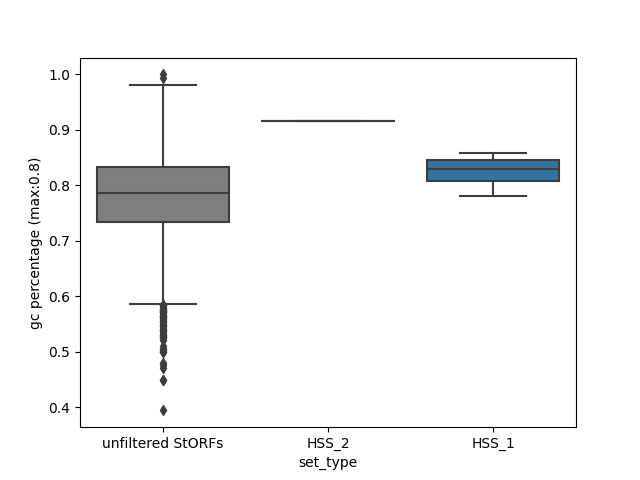 gc percentage (max:0.8)
1.0
0.9
0.8
0.7
0.6
0.5
0.4
unfiltered StORFs
HSS_2
HSS_1
set_type